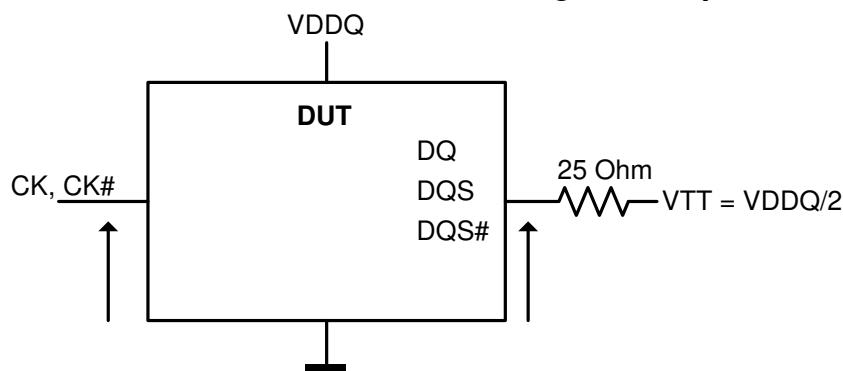 VDDQ
DUT
DQ
CK, CK#
DQS
25 Ohm
VTT = VDDQ/2
DQS#